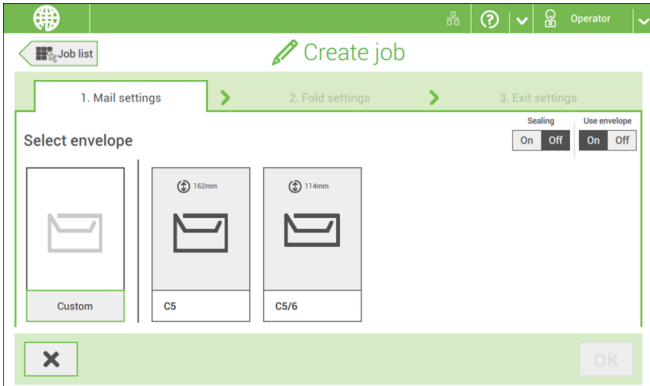 Operator
Job list
Create job
1. Mail settings
2. Fold settings
3. Exit settings
Sealing
Use envelope
Select envelope
On Off
On Off
162mm
114mm
Custom
C5
C5/6
OK